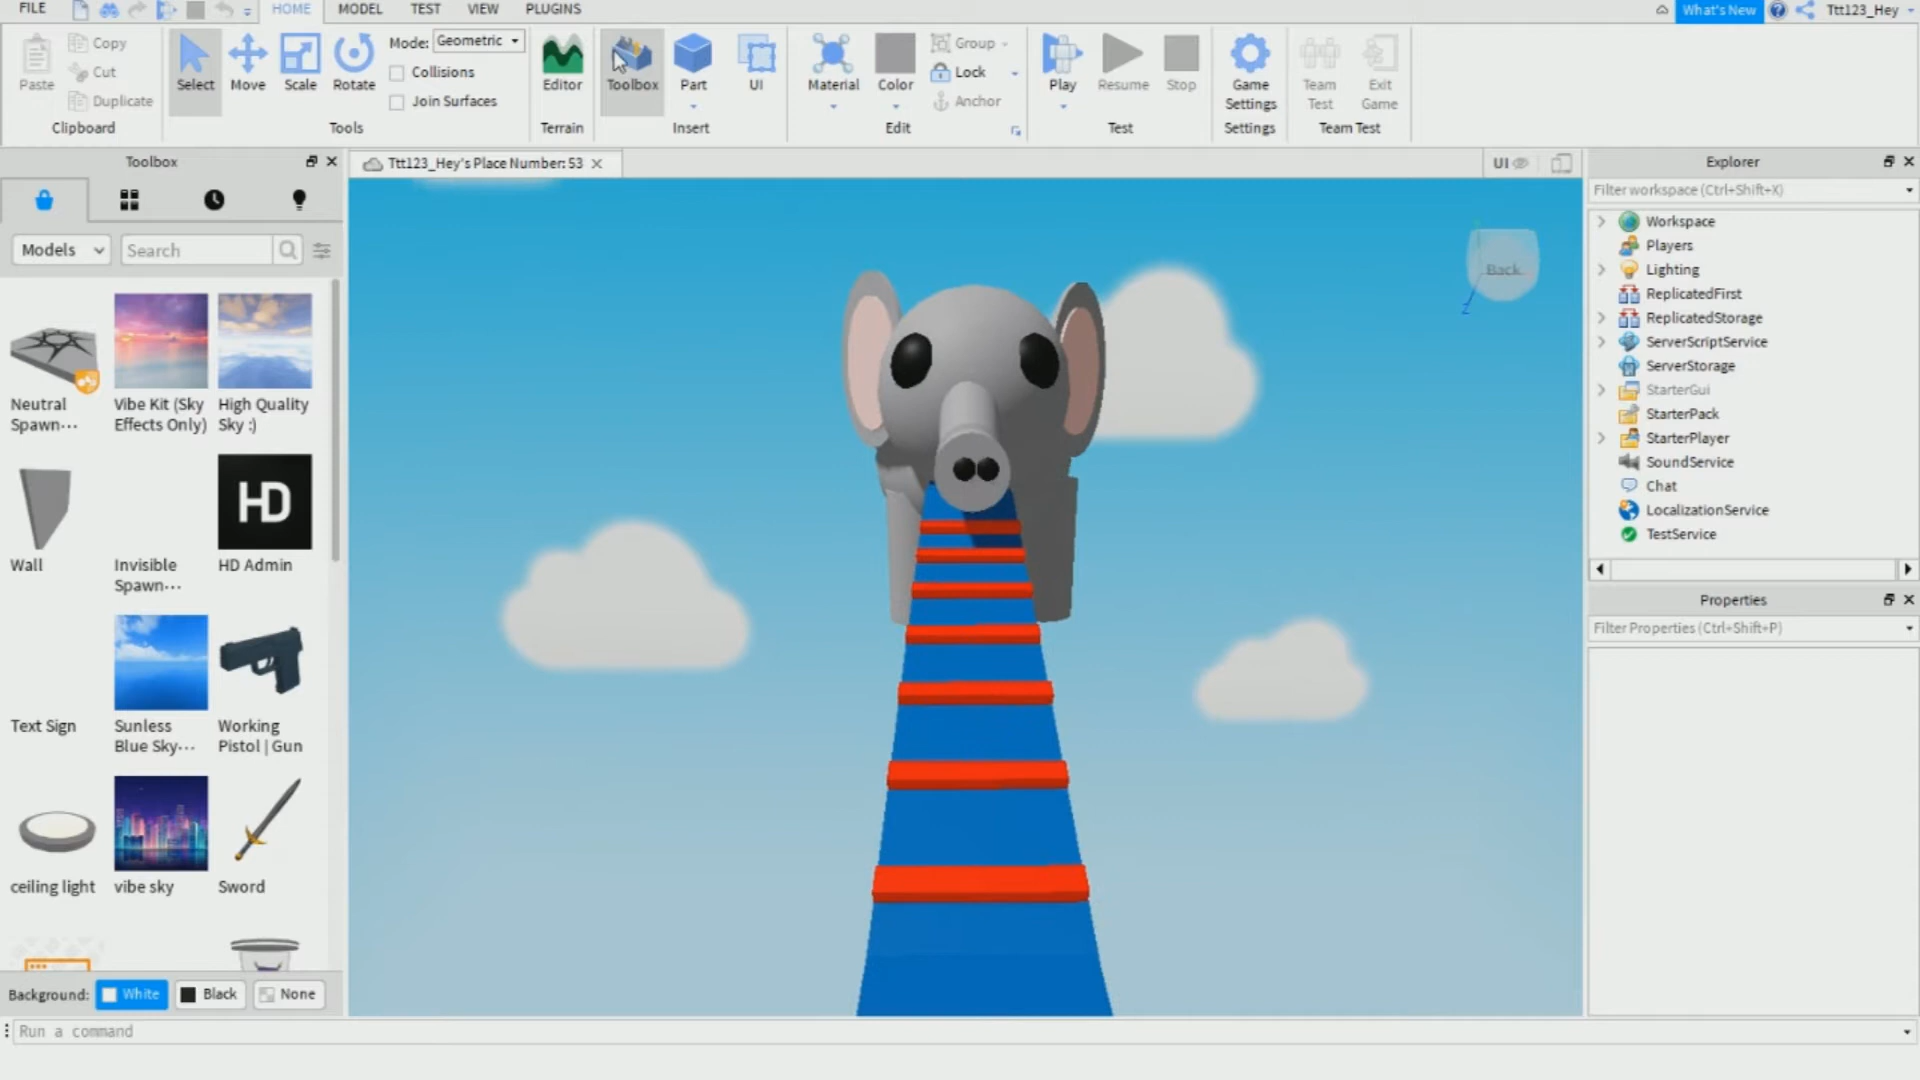 FILE HOME MODEL TEST VIEW PLUGINS What's New Ttt123_Hey
Paste Copy Cut Duplicate Select Move Scale Rotate Mode: Geometric Collisions Join Surfaces Editor Toolbox Part UI Material Color Group Lock Anchor Play Resume Stop Game Settings Team Test Exit Game
Clipboard Tools Terrain Insert Edit Test Settings Team Test
Toolbox
Ttt123_Hey's Place Number: 53
UI
Explorer
Models Search
Neutral Spawn···
Vibe Kit (Sky Effects Only)
High Quality Sky :)
Wall
Invisible Spawn···
HD
HD Admin
Text Sign
Sunless Blue Sky···
Working Pistol | Gun
ceiling light
vibe sky
Sword
Background: White Black None
Run a command
Back
Z
Filter workspace (Ctrl+Shift+X)
Workspace
Players
Lighting
ReplicatedFirst
ReplicatedStorage
ServerScriptService
ServerStorage
StarterGui
StarterPack
StarterPlayer
SoundService
Chat
LocalizationService
TestService
Properties
Filter Properties (Ctrl+Shift+P)